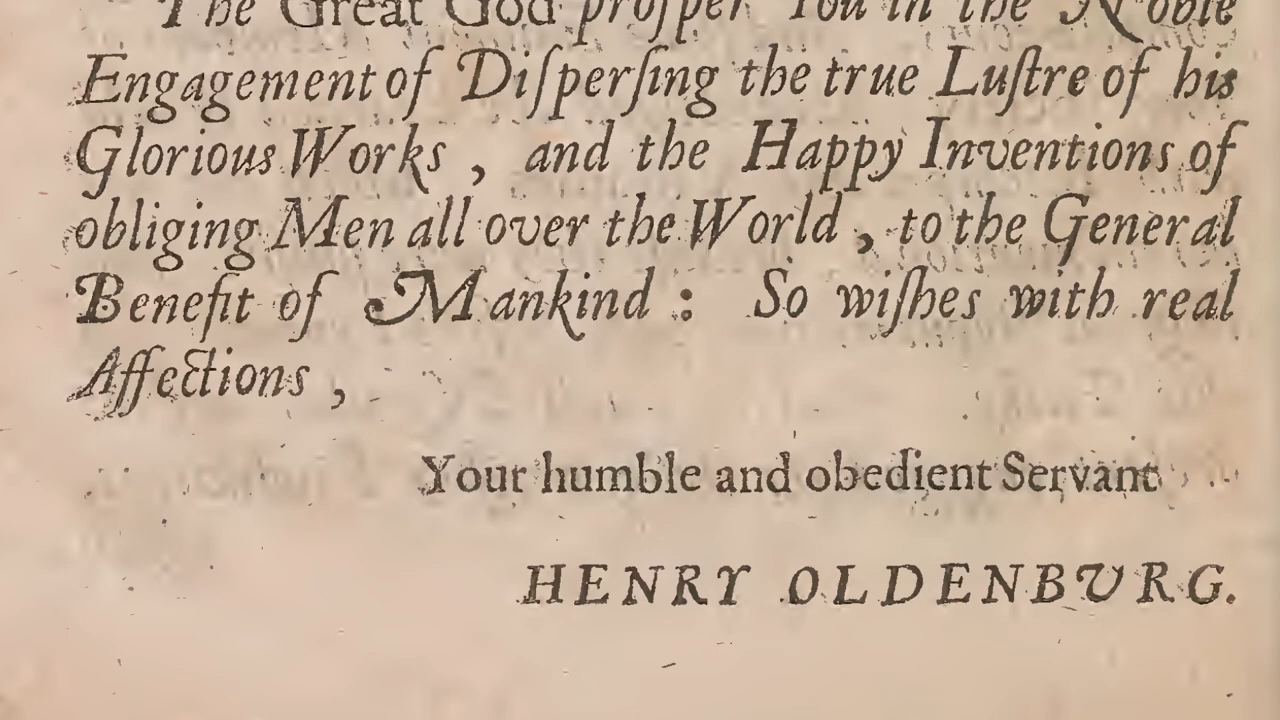 The Great God proſper You in the Noble
Engagement of Diſperſing the true Luſtre of his
Glorious Works, and the Happy Inventions of
obliging Men all over the World, to the General
Benefit of Mankind: So wiſhes with real
Affections,
Your humble and obedient Servant
HENRY OLDENBURG.